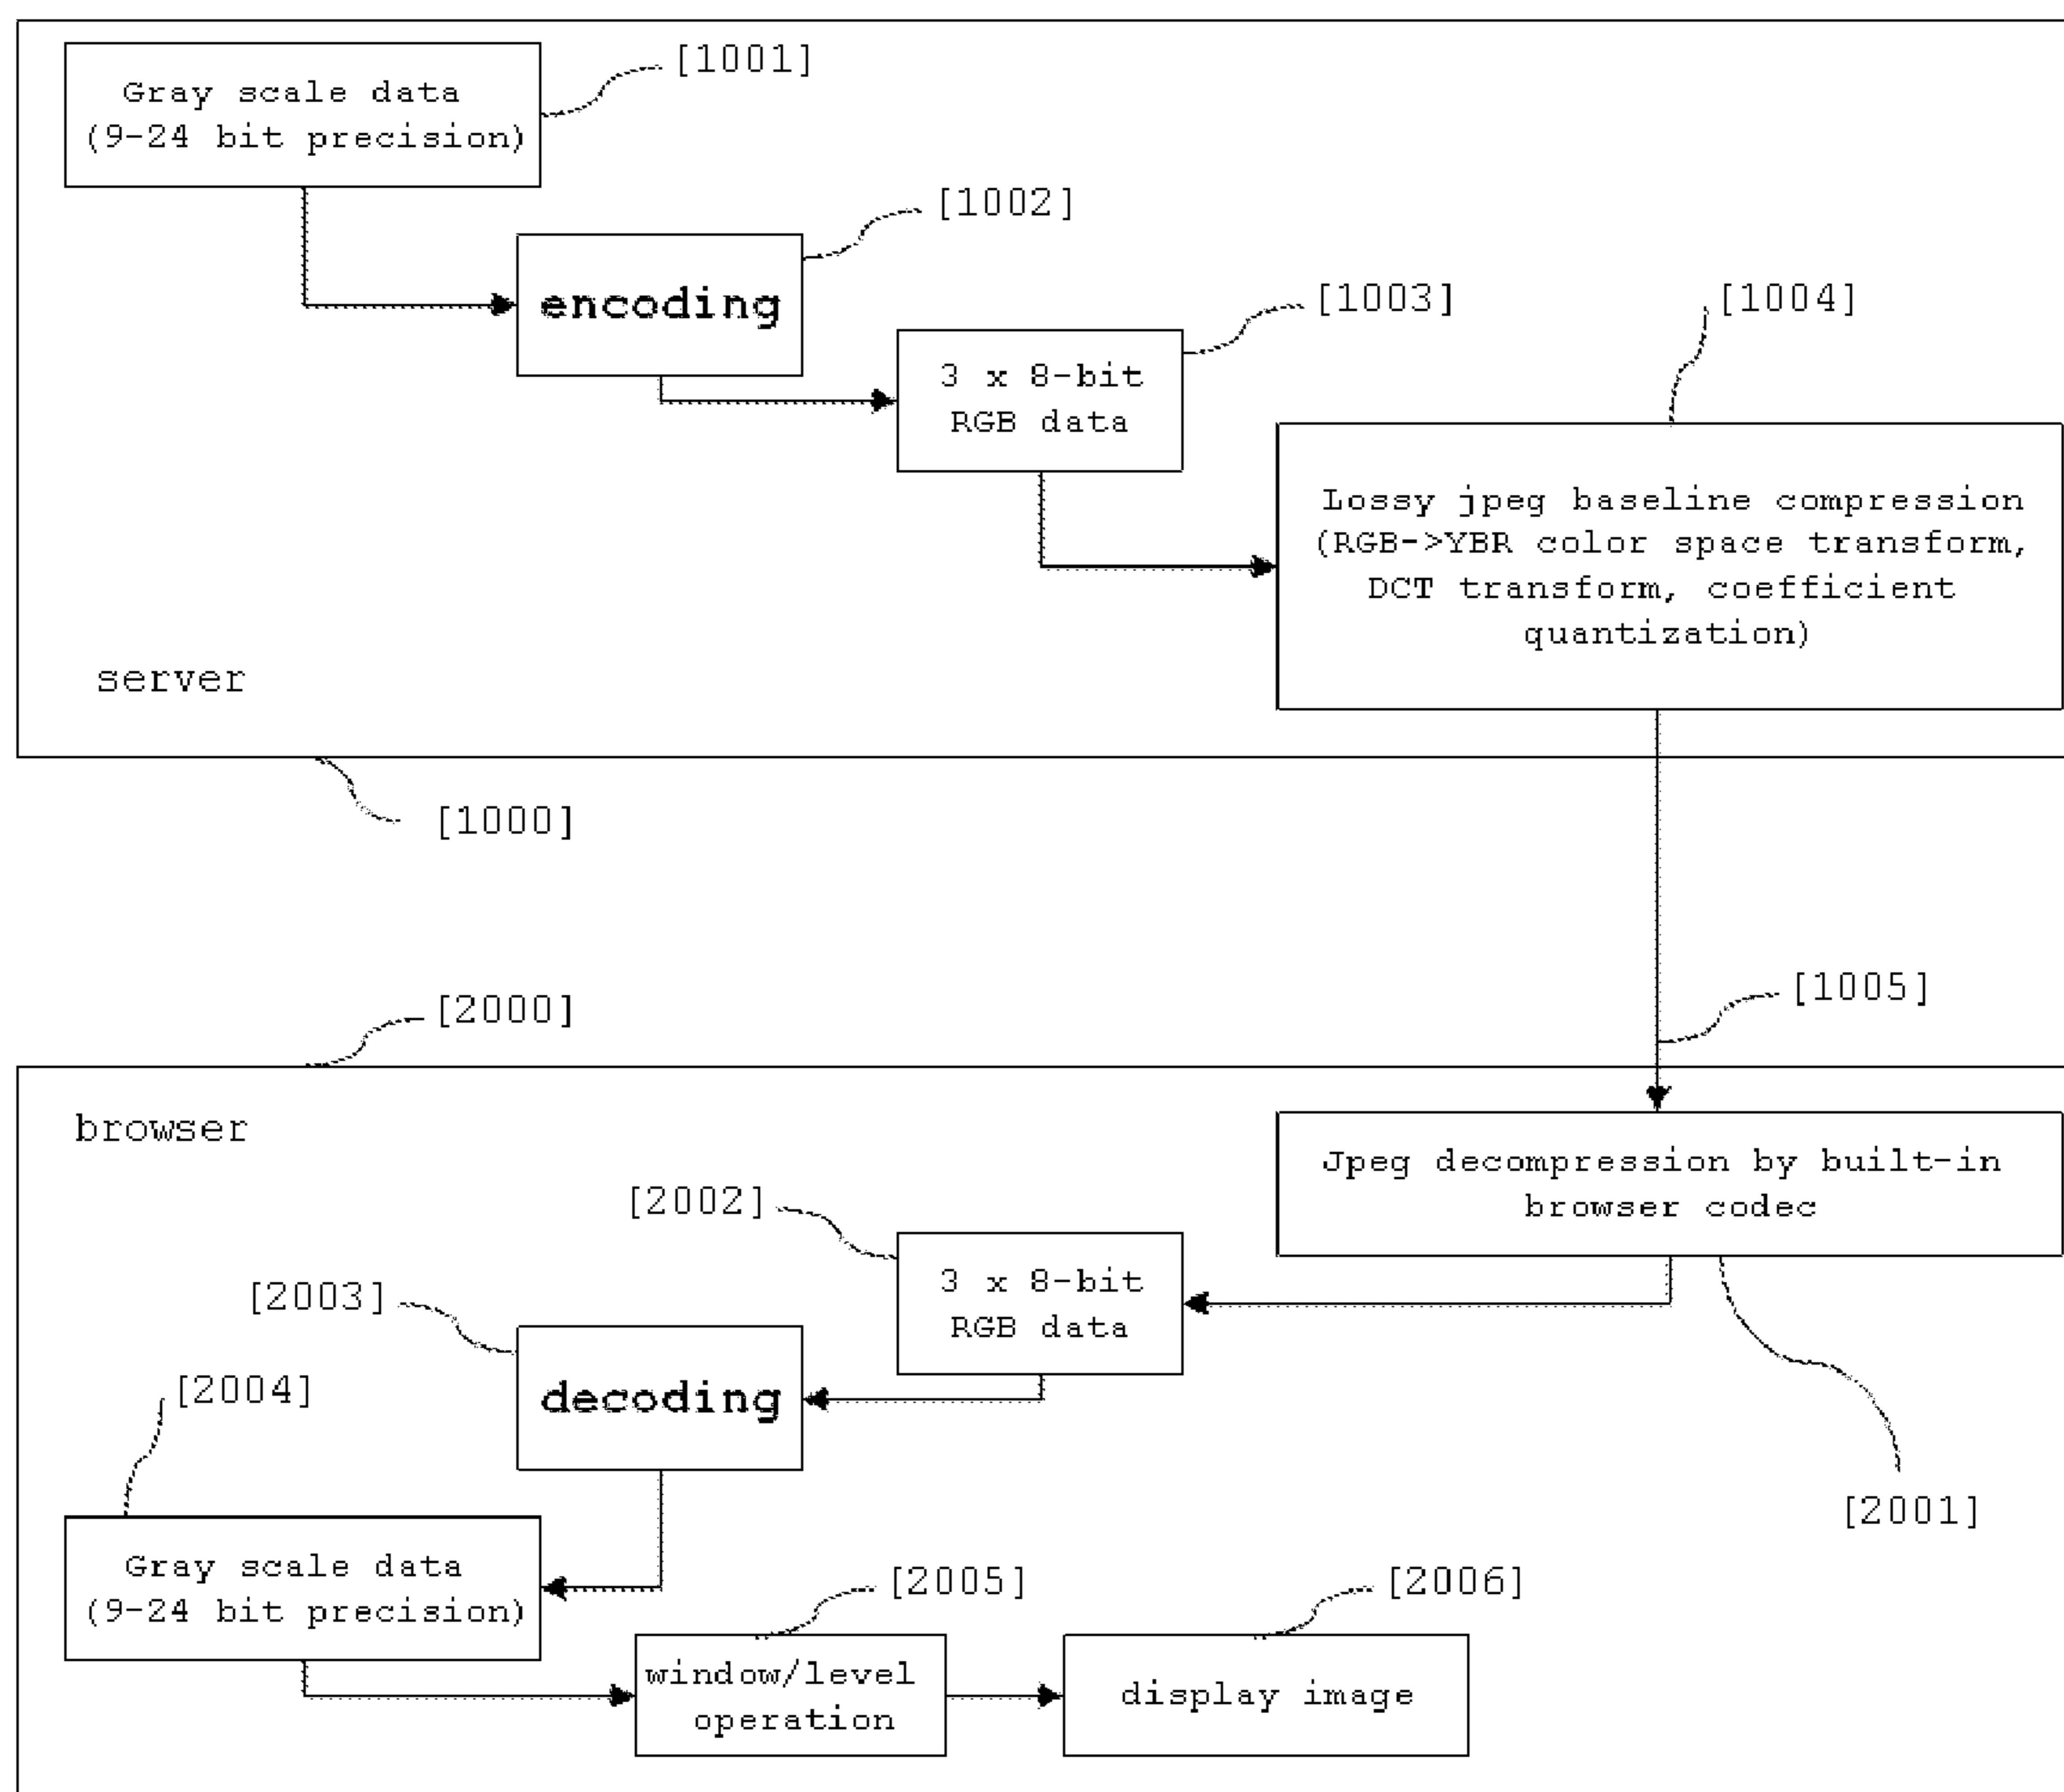 [1001]
Gray scale data
(9-24 bit precision)
[1002]
encoding
[1003]
[1004]
3 x 8-bit
RGB data
Lossy jpeg baseline compression
(RGB->YBR color space transform,
DCT transform, coefficient
quantization)
server
[1000]
[1005]
[2000]
browser
Jpeg decompression by built-in
browser codec
[2002]
3 x 8-bit
RGB data
[2003]
decoding
[2004]
[2001]
Gray scale data
(9-24 bit precision)
[2005]
[2006]
window/level
operation
display image